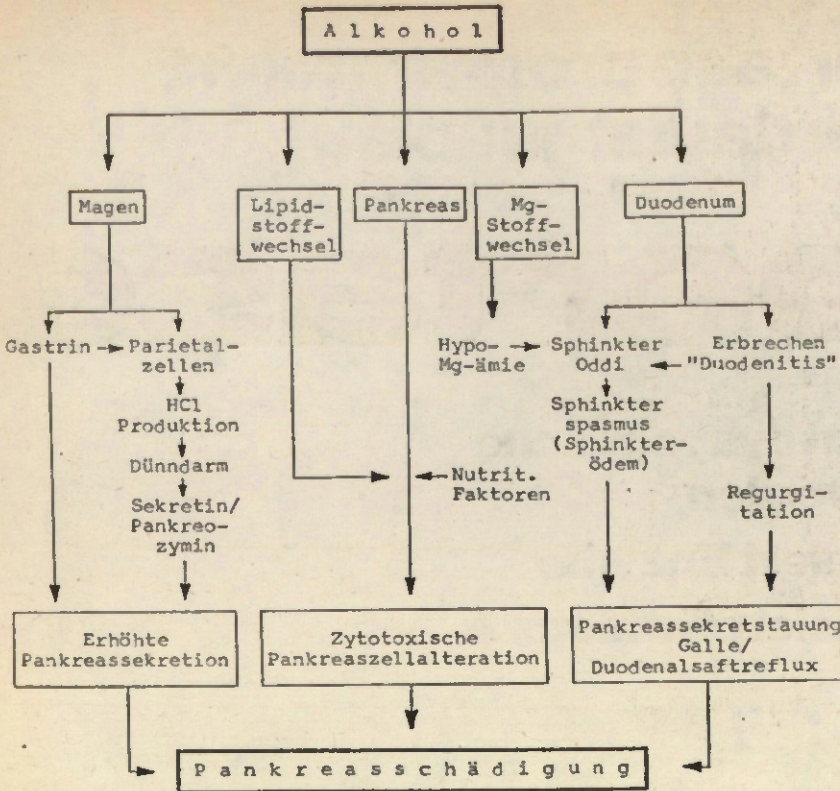 A l k o h o l
Magen
Lipid-
stoff-
wechsel
Pankreas
Mg-
Stoff-
wechsel
Duodenum
Gastrin
Parietal-
zellen
HCl
Produktion
Dünndarm
Sekretin/
Pankreo-
zymin
Hypo-
Mg-ämie
Sphinkter
Oddi
Sphinkter
spasmus
(Sphinkter-
ödem)
Erbrechen
"Duodenitis"
Regurgi-
tation
Nutrit.
Faktoren
Erhöhte
Pankreassekretion
Zytotoxische
Pankreaszellalteration
Pankreassekretstauung
Galle/
Duodenalsaftreflux
P a n k r e a s s c h ä d i g u n g